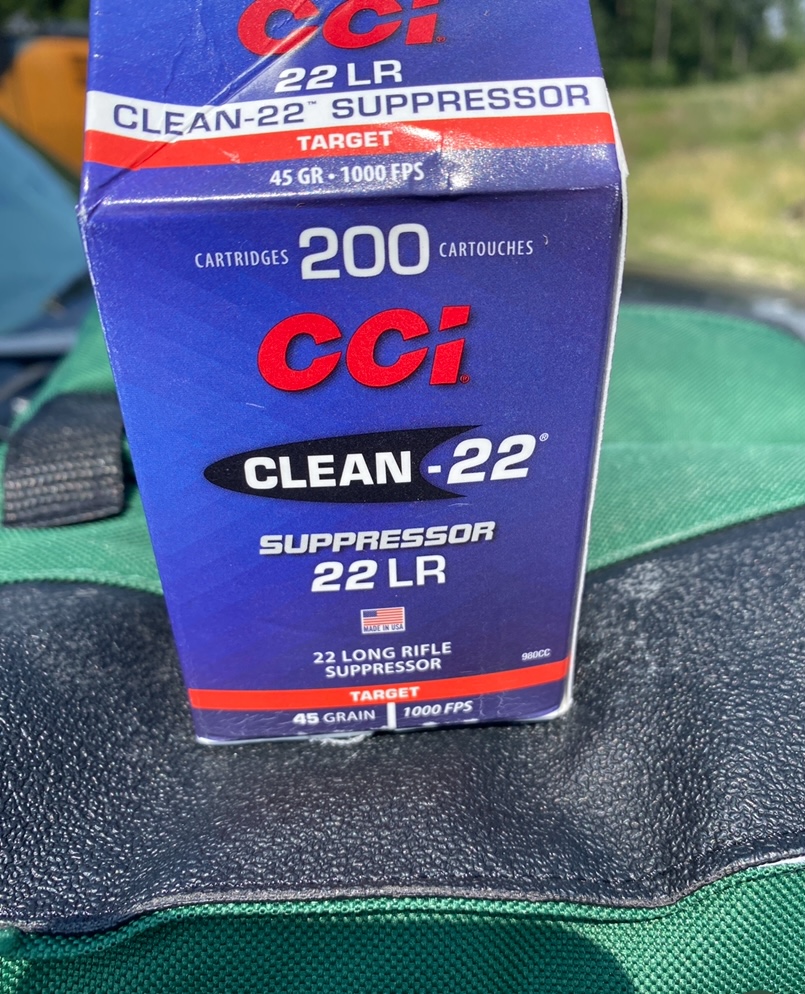 CCI
22 LR
CLEAN-22™ SUPPRESSOR
TARGET
45 GR • 1000 FPS
CARTRIDGES 200 CARTOUCHES
CCI®
CLEAN-22®
SUPPRESSOR
22 LR
MADE IN USA
22 LONG RIFLE
SUPPRESSOR
980CC
TARGET
45 GRAIN | 1000 FPS